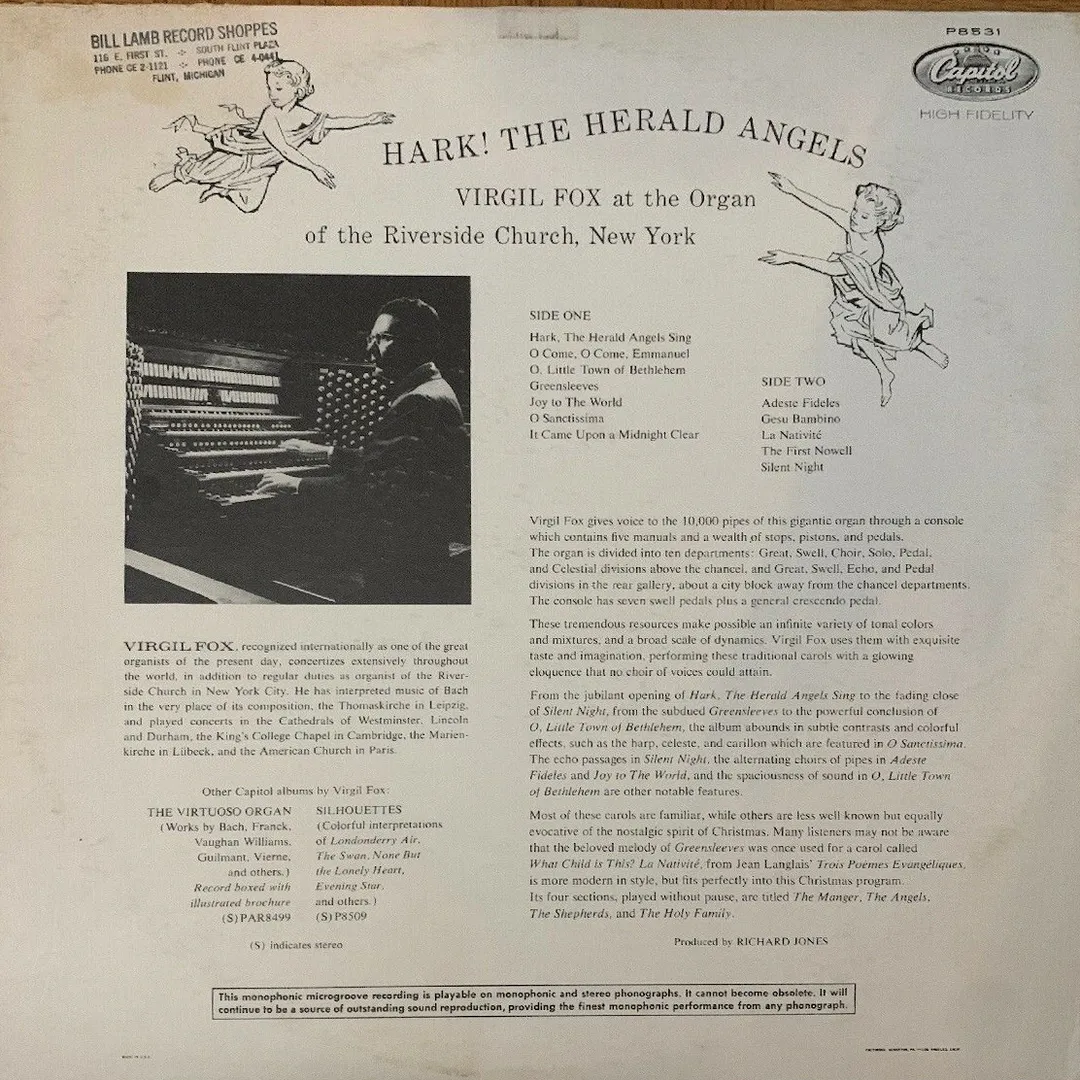 BILL LAMB RECORD SHOPPES
116 E. FIRST ST. ÷ SOUTH FLINT PLAZA
PHONE CE 2-1121 ÷ PHONE CE 4-0441
FLINT, MICHIGAN
P8531
Capitol
RECORDS
HIGH FIDELITY
HARK! THE HERALD ANGELS
VIRGIL FOX at the Organ
of the Riverside Church, New York
SIDE ONE
Hark, The Herald Angels Sing
O Come, O Come, Emmanuel
O, Little Town of Bethlehem
Greensleeves
Joy to The World
O Sanctissima
It Came Upon a Midnight Clear
SIDE TWO
Adeste Fideles
Gesu Bambino
La Nativité
The First Nowell
Silent Night
Virgil Fox gives voice to the 10,000 pipes of this gigantic organ through a console
which contains five manuals and a wealth of stops, pistons, and pedals.
The organ is divided into ten departments: Great, Swell, Choir, Solo, Pedal,
and Celestial divisions above the chancel, and Great, Swell, Echo, and Pedal
divisions in the rear gallery, about a city block away from the chancel departments.
The console has seven swell pedals plus a general crescendo pedal.
These tremendous resources make possible an infinite variety of tonal colors
and mixtures, and a broad scale of dynamics. Virgil Fox uses them with exquisite
taste and imagination, performing these traditional carols with a glowing
eloquence that no choir of voices could attain.
From the jubilant opening of Hark, The Herald Angels Sing to the fading close
of Silent Night, from the subdued Greensleeves to the powerful conclusion of
O, Little Town of Bethlehem, the album abounds in subtle contrasts and colorful
effects, such as the harp, celeste, and carillon which are featured in O Sanctissima.
The echo passages in Silent Night, the alternating choirs of pipes in Adeste
Fideles and Joy to The World, and the spaciousness of sound in O, Little Town
of Bethlehem are other notable features.
Most of these carols are familiar, while others are less well known but equally
evocative of the nostalgic spirit of Christmas. Many listeners may not be aware
that the beloved melody of Greensleeves was once used for a carol called
What Child is This? La Nativité, from Jean Langlais' Trois Poèmes Evangéliques,
is more modern in style, but fits perfectly into this Christmas program.
Its four sections, played without pause, are titled The Manger, The Angels,
The Shepherds, and The Holy Family.
Produced by RICHARD JONES
VIRGIL FOX, recognized internationally as one of the great
organists of the present day, concertizes extensively throughout
the world, in addition to regular duties as organist of the River-
side Church in New York City. He has interpreted music of Bach
in the very place of its composition, the Thomaskirche in Leipzig,
and played concerts in the Cathedrals of Westminster, Lincoln
and Durham, the King's College Chapel in Cambridge, the Marien-
kirche in Lübeck, and the American Church in Paris.
Other Capitol albums by Virgil Fox:
THE VIRTUOSO ORGAN
(Works by Bach, Franck,
Vaughan Williams,
Guilmant, Vierne,
and others.)
Record boxed with
illustrated brochure
(S) PAR8499
SILHOUETTES
(Colorful interpretations
of Londonderry Air,
The Swan, None But
the Lonely Heart,
Evening Star,
and others.)
(S) P8509
(S) indicates stereo
This monophonic microgroove recording is playable on monophonic and stereo phonographs. It cannot become obsolete. It will
continue to be a source of outstanding sound reproduction, providing the finest monophonic performance from any phonograph.